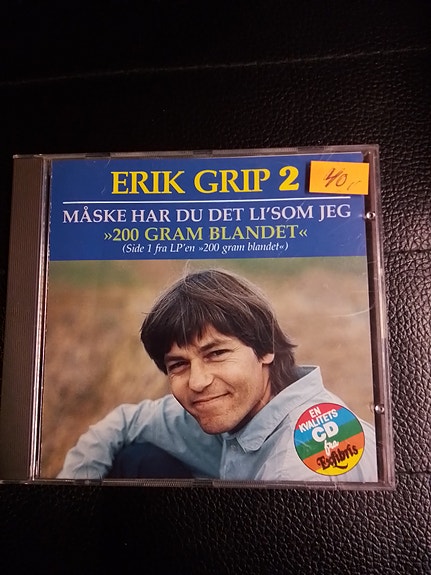 ERIK GRIP 2
40,-
MÅSKE HAR DU DET LI'SOM JEG
»200 GRAM BLANDET«
(Side 1 fra LP'en »200 gram blandet«)
EN
KVALITETS
CD
fra
Exlibris